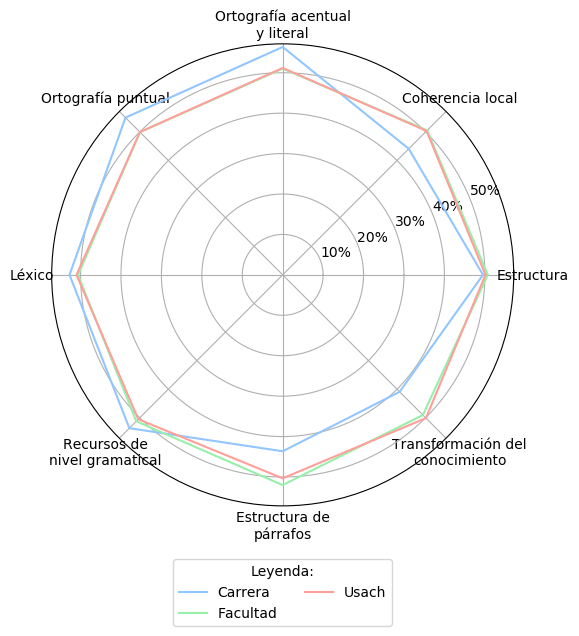 Ortografía acentual
y literal
Ortografía puntual
Coherencia local
50%
40%
30%
20%
10%
Léxico
Estructura
Recursos de
nivel gramatical
Transformación del
conocimiento
Estructura de
párrafos
Leyenda:
Carrera
Usach
Facultad